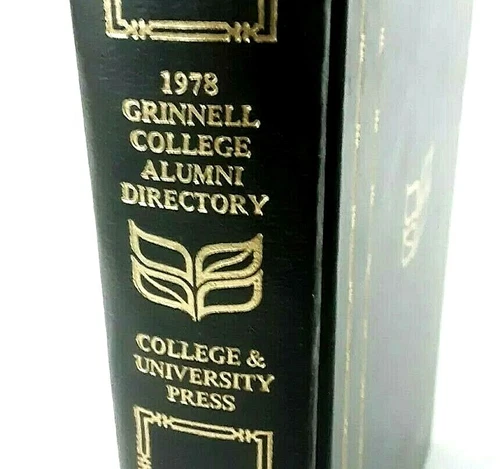 1978
GRINNELL
COLLEGE
ALUMNI
DIRECTORY
COLLEGE &
UNIVERSITY
PRESS